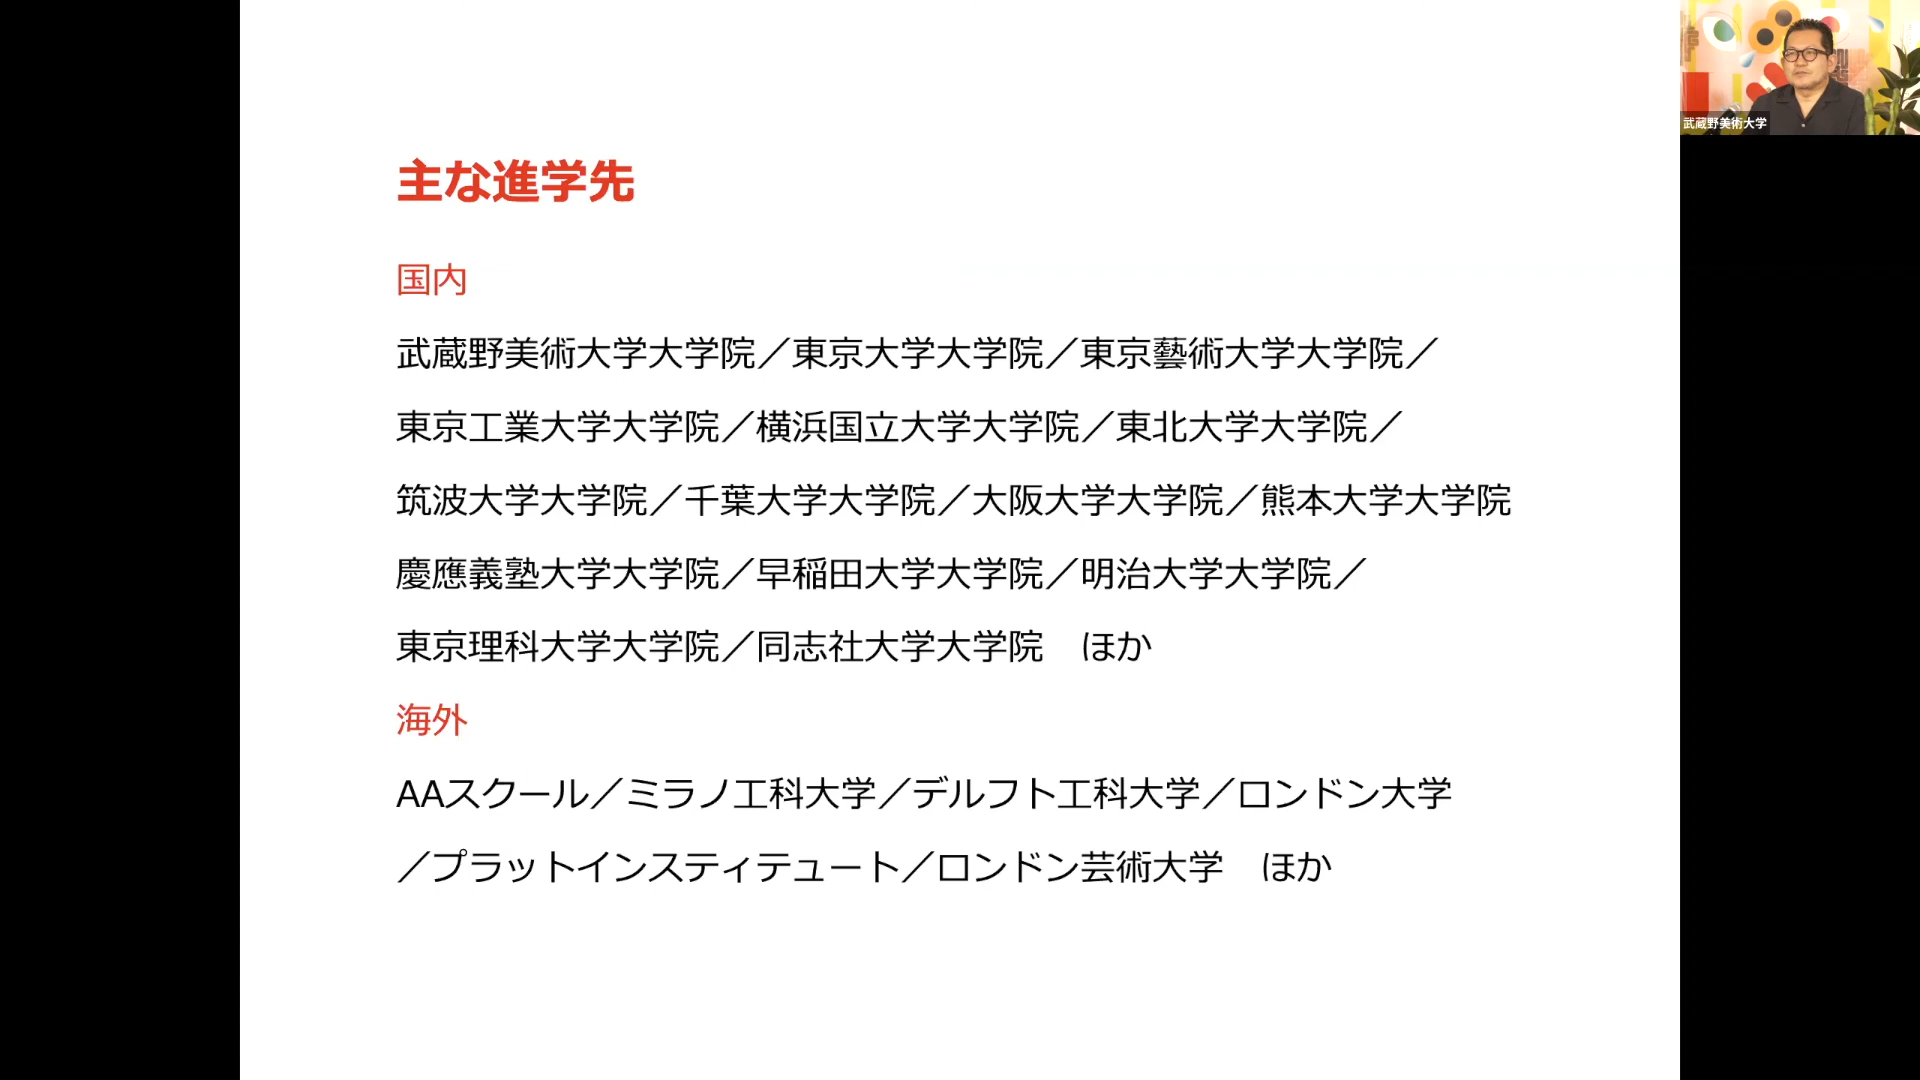 主な進学先
国内
武蔵野美術大学大学院／東京大学大学院／東京藝術大学大学院／
東京工業大学大学院／横浜国立大学大学院／東北大学大学院／
筑波大学大学院／千葉大学大学院／大阪大学大学院／熊本大学大学院
慶應義塾大学大学院／早稲田大学大学院／明治大学大学院／
東京理科大学大学院／同志社大学大学院　ほか
海外
AAスクール／ミラノ工科大学／デルフト工科大学／ロンドン大学
／プラットインスティテュート／ロンドン芸術大学　ほか
武蔵野美術大学